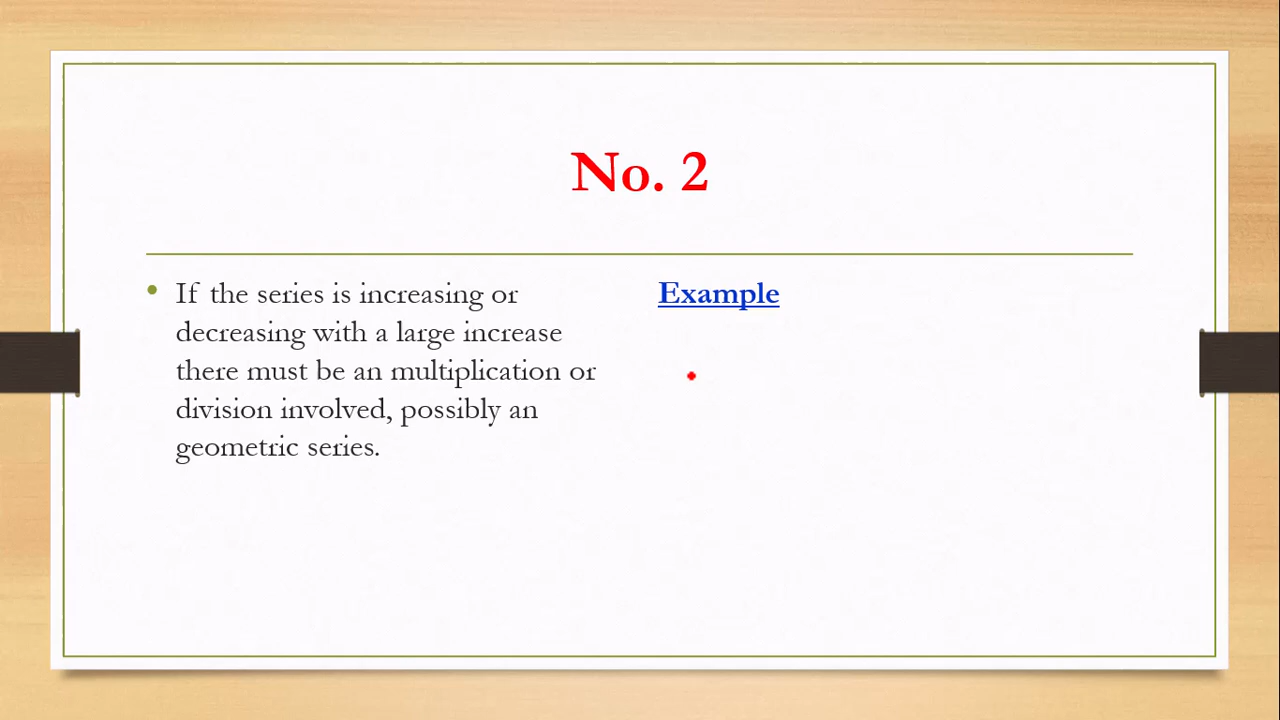 No. 2
If the series is increasing or
decreasing with a large increase
there must be an multiplication or
division involved, possibly an
geometric series.
Example